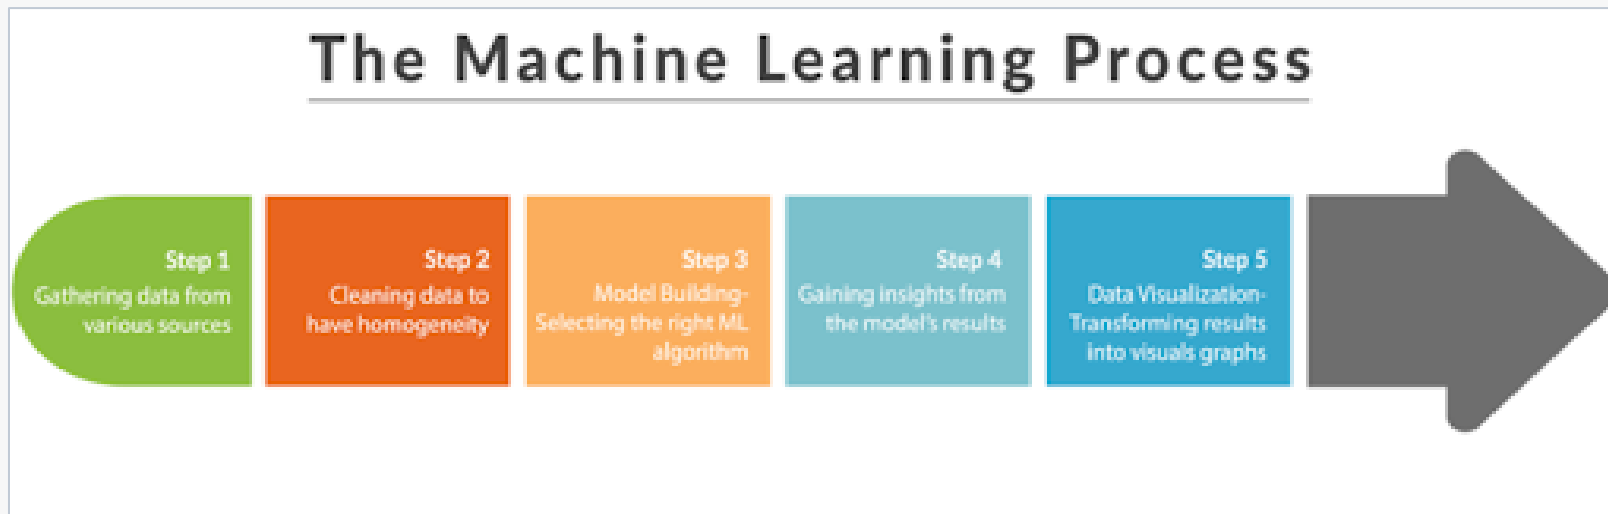 The Machine Learning Process
Step 1
Gathering data from
various sources
Step 2
Cleaning data to
have homogeneity
Step 3
Model Building-
Selecting the right ML
algorithm
Step 4
Gaining insights from
the model's results
Step 5
Data Visualization-
Transforming results
into visuals graphs